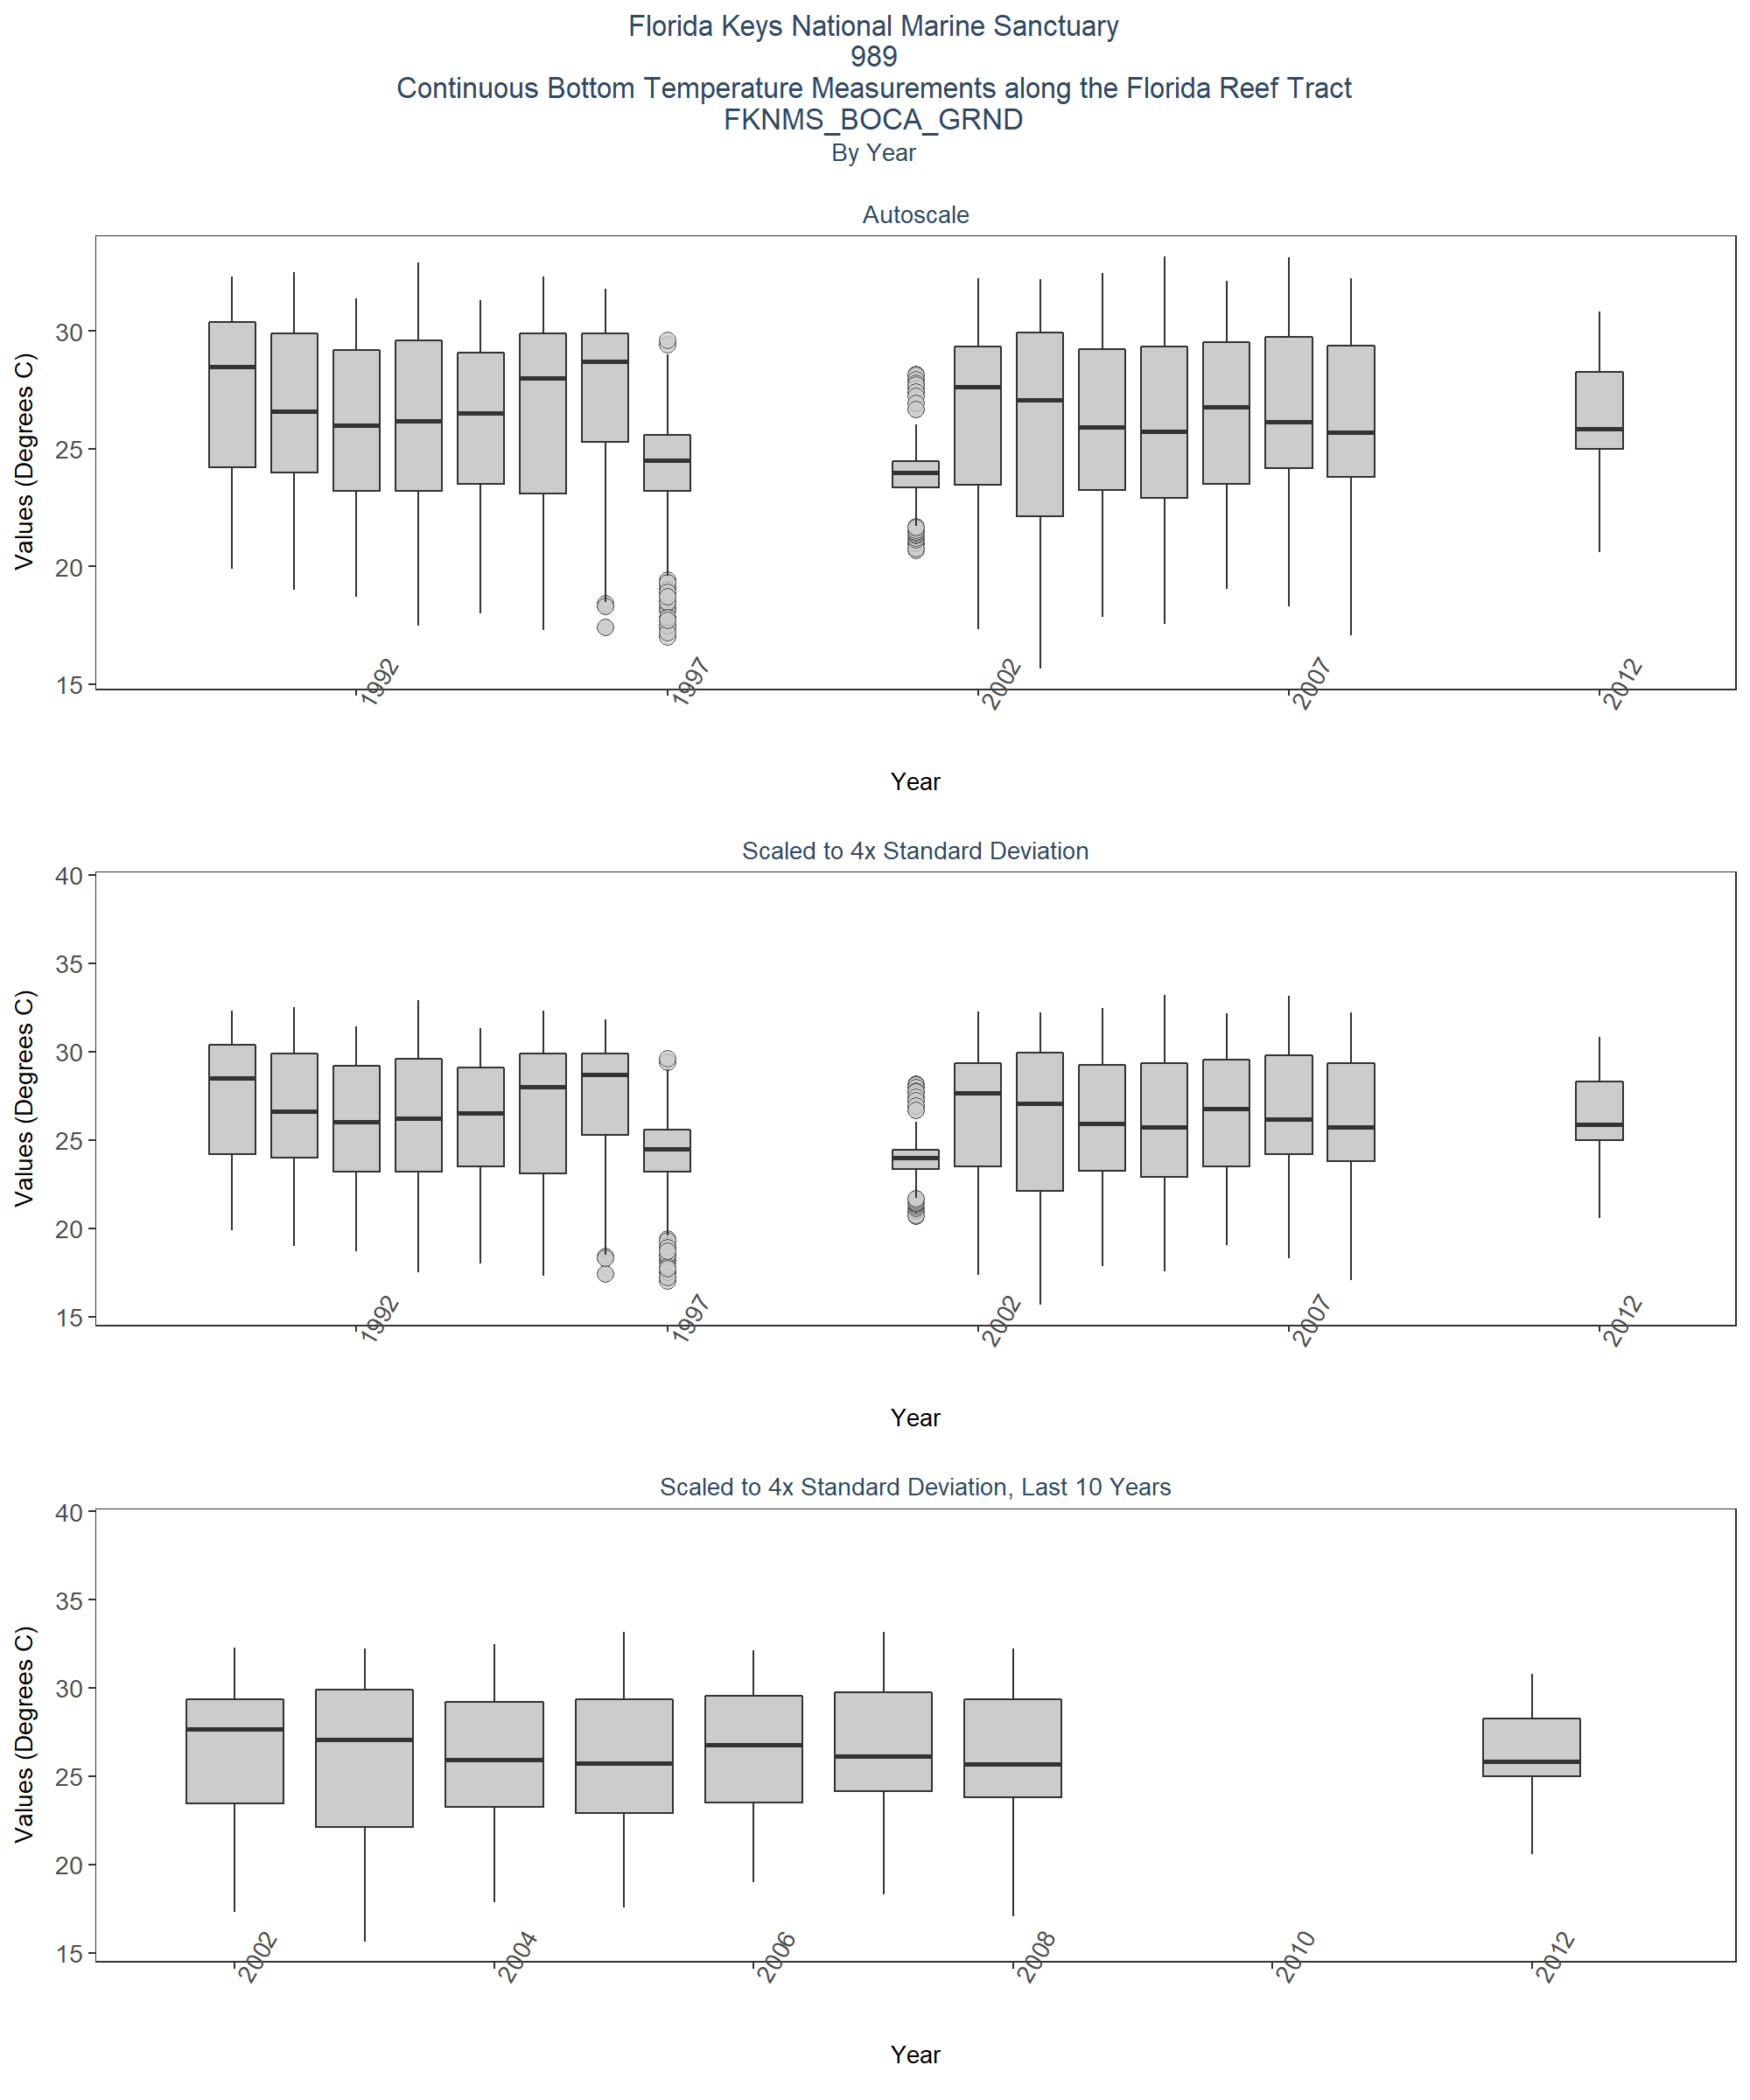 Florida Keys National Marine Sanctuary
989
Continuous Bottom Temperature Measurements along the Florida Reef Tract
FKNMS_BOCA_GRND
By Year
Autoscale
Values (Degrees C)
30
25
20
15
1992
1997
2002
2007
2012
Year
Scaled to 4x Standard Deviation
Values (Degrees C)
40
35
30
25
20
15
1992
1997
2002
2007
2012
Year
Scaled to 4x Standard Deviation, Last 10 Years
Values (Degrees C)
40
35
30
25
20
15
2002
2004
2006
2008
2010
2012
Year